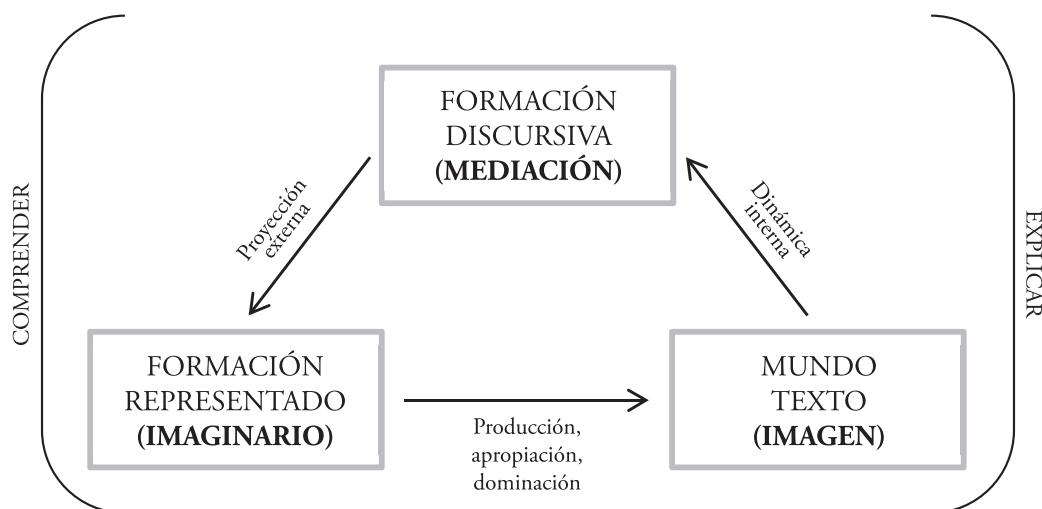 FORMACIÓN
DISCURSIVA
(MEDIACIÓN)
Proyección
externa
Dinámica
interna
COMPRENDER
EXPLICAR
FORMACIÓN
REPRESENTADO
(IMAGINARIO)
Producción,
apropiación,
dominación
MUNDO
TEXTO
(IMAGEN)